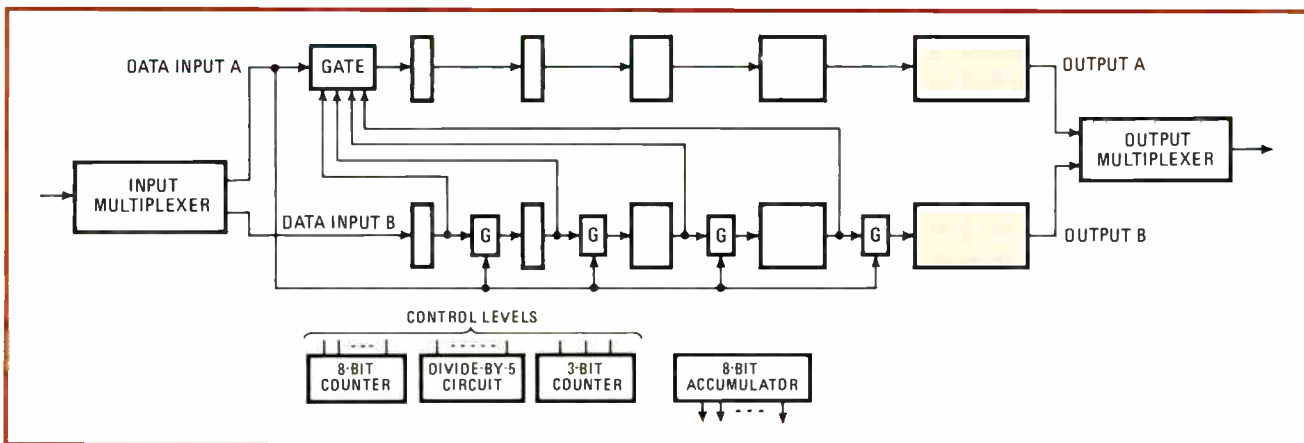 DATA INPUT A
GATE
OUTPUT A
INPUT
MULTIPLEXER
OUTPUT
MULTIPLEXER
DATA INPUT B
G
G
G
G
OUTPUT B
CONTROL LEVELS
8-BIT
COUNTER
DIVIDE-BY-5
CIRCUIT
3-BIT
COUNTER
8-BIT
ACCUMULATOR